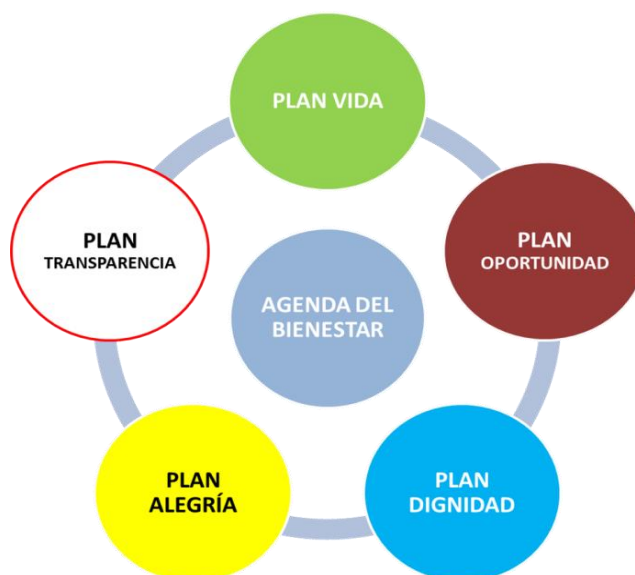 PLAN VIDA
PLAN
TRANSPARENCIA
PLAN
OPORTUNIDAD
AGENDA DEL
BIENESTAR
PLAN
ALEGRÍA
PLAN
DIGNIDAD